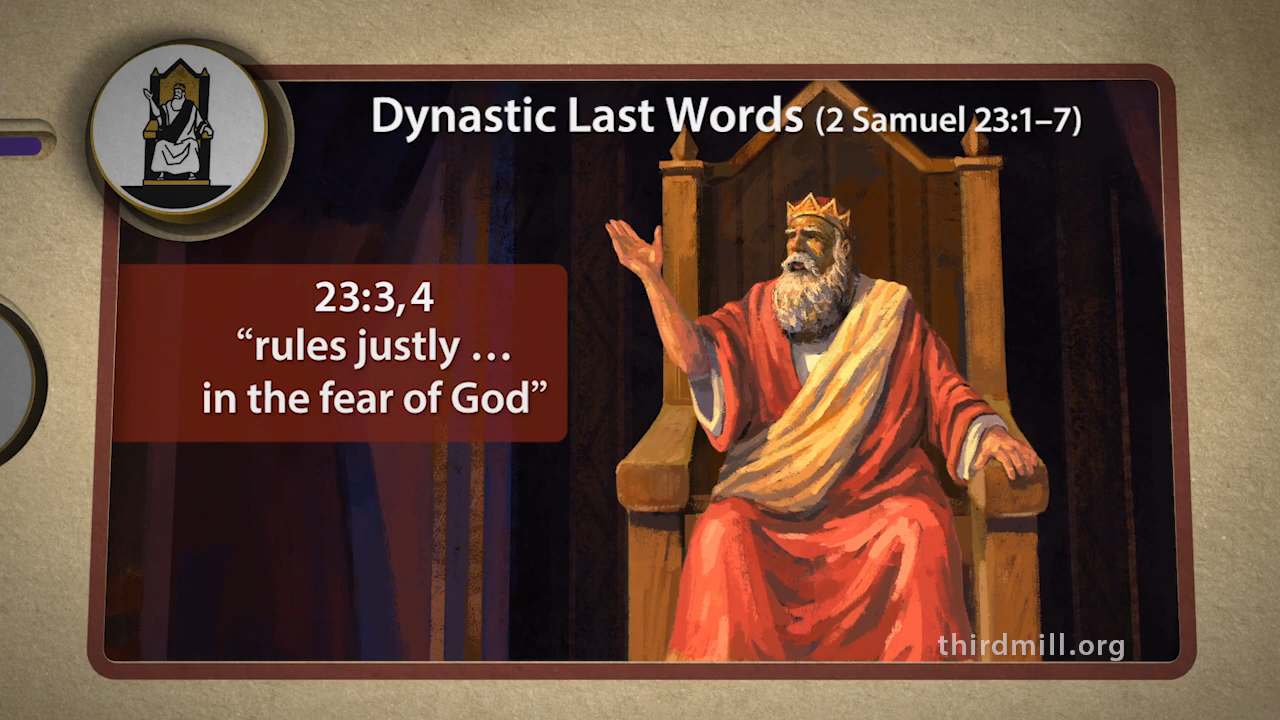 Dynastic Last Words (2 Samuel 23:1–7)
23:3,4
“rules justly …
in the fear of God”
thirdmill.org